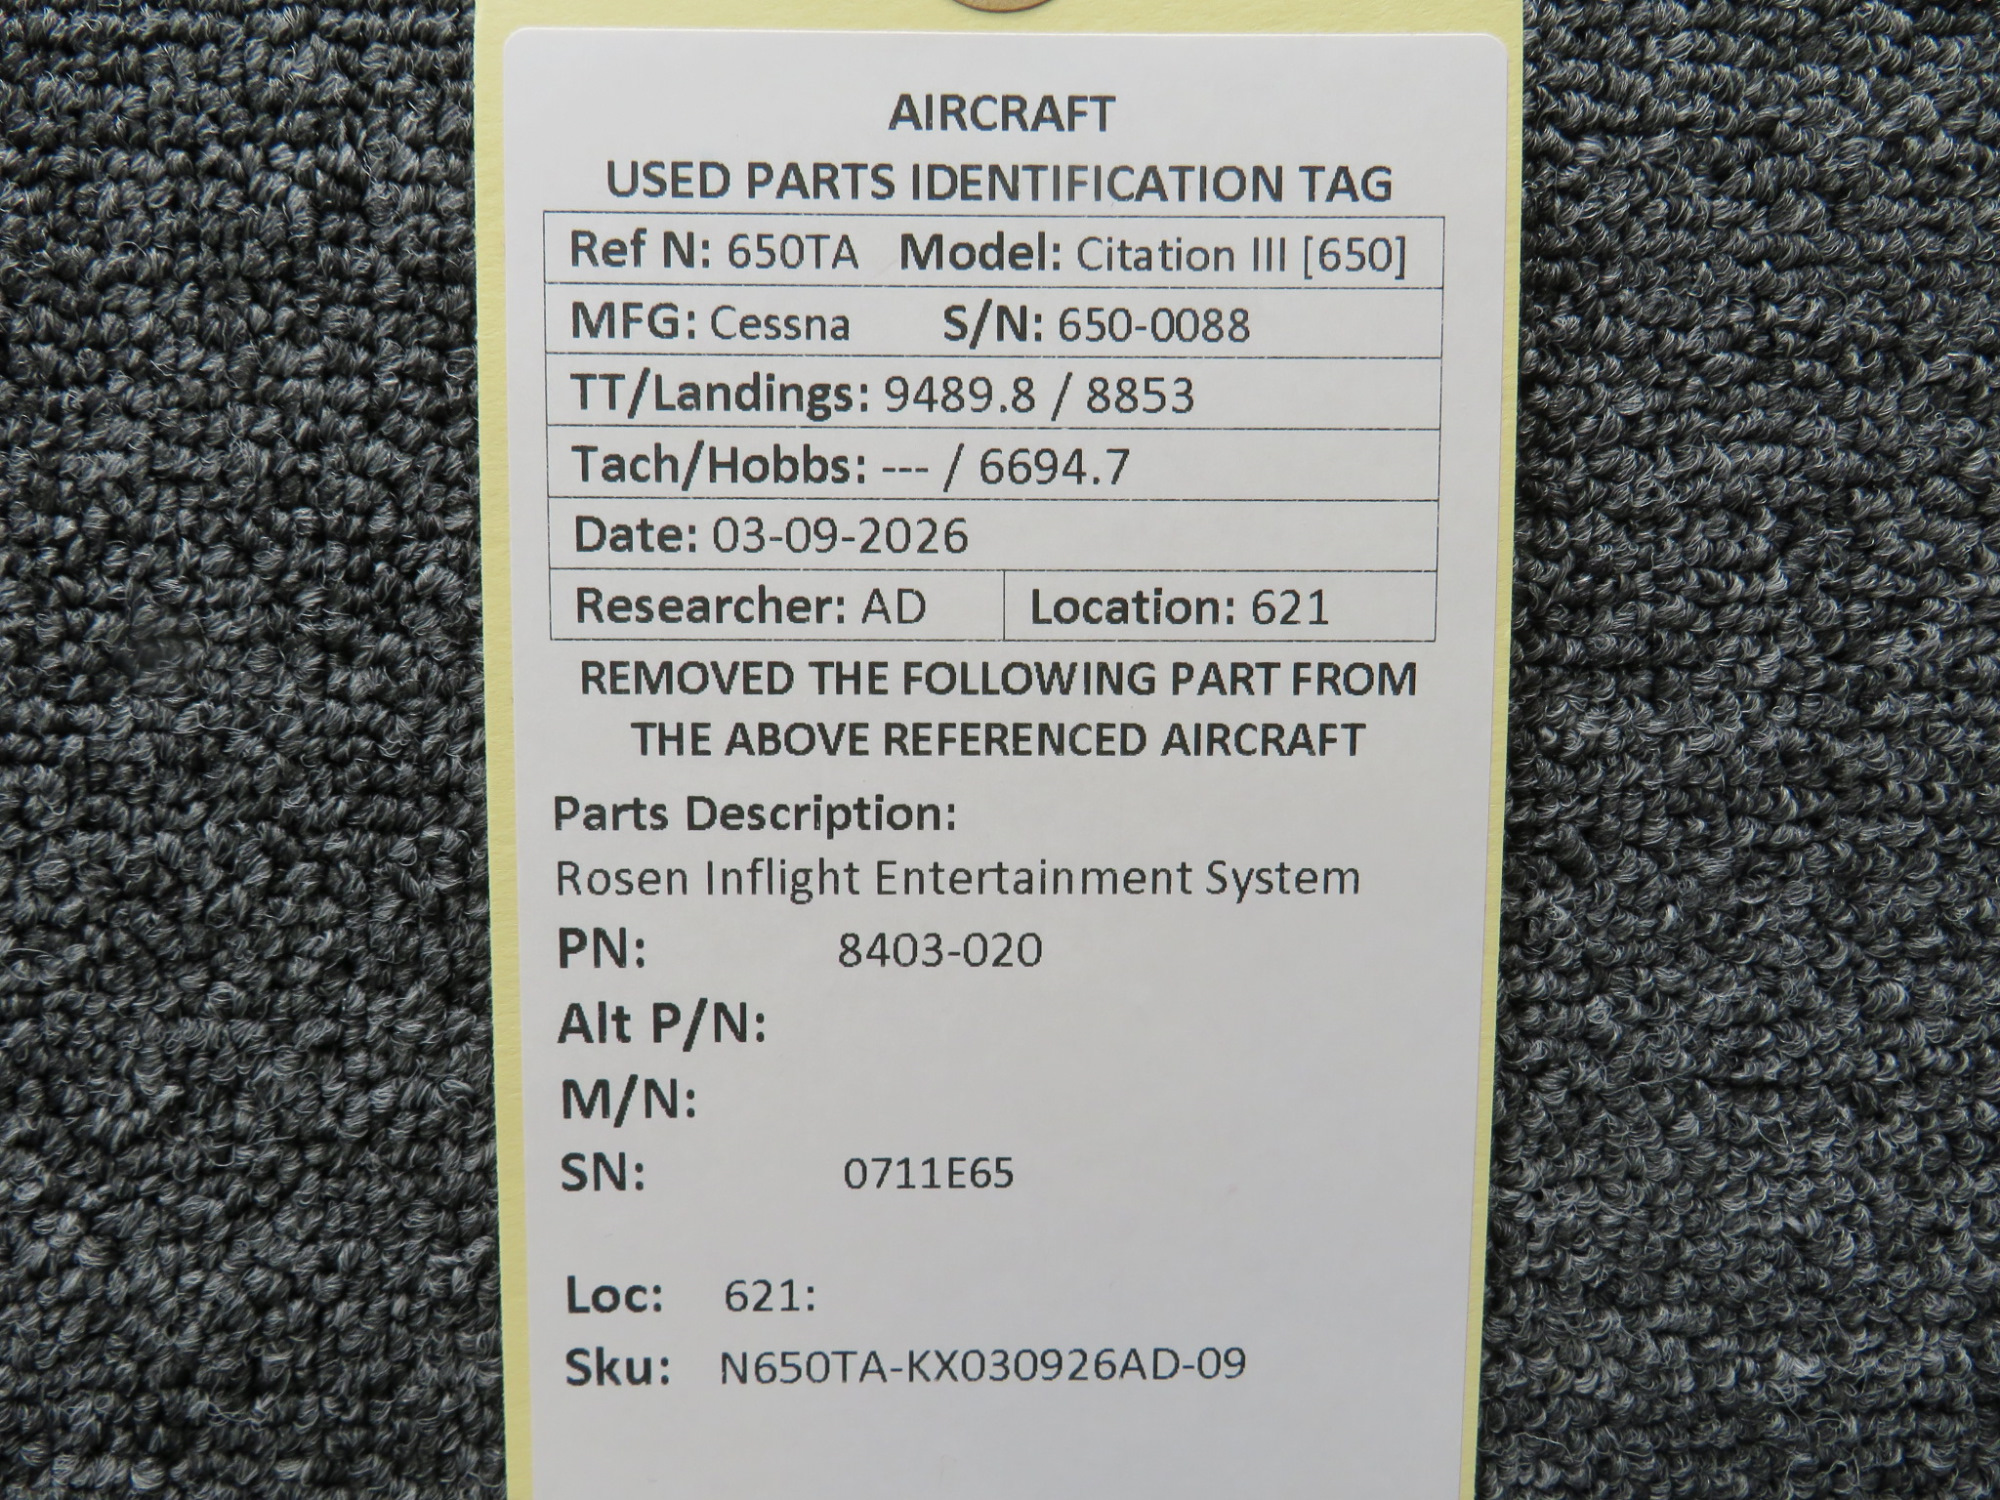 AIRCRAFT
USED PARTS IDENTIFICATION TAG
Ref N: 650TA Model: Citation III [650]
MFG: Cessna S/N: 650-0088
TT/Landings: 9489.8 / 8853
Tach/Hobbs: --- / 6694.7
Date: 03-09-2026
Researcher: AD Location: 621
REMOVED THE FOLLOWING PART FROM
THE ABOVE REFERENCED AIRCRAFT
Parts Description:
Rosen Inflight Entertainment System
PN: 8403-020
Alt P/N:
M/N:
SN: 0711E65
Loc: 621:
Sku: N650TA-KX030926AD-09